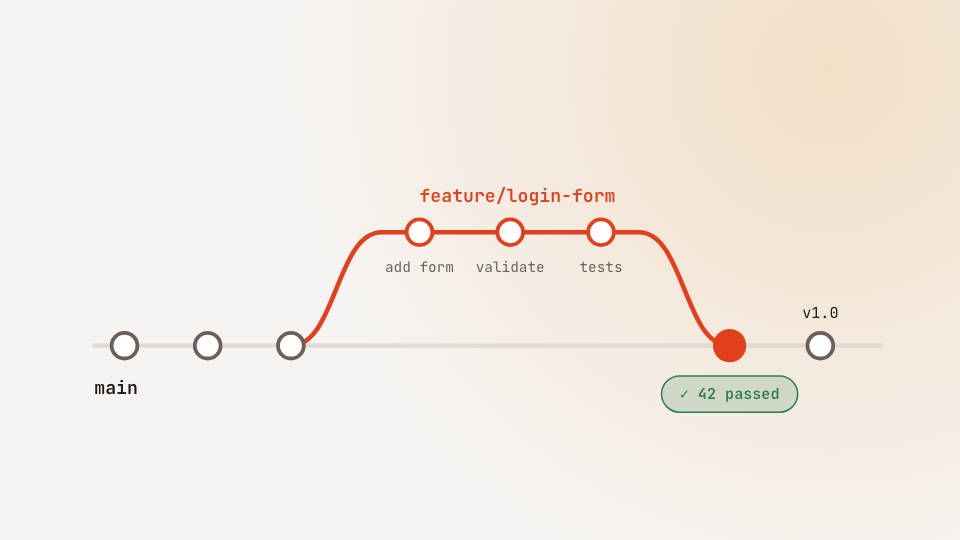 feature/login-form
add form
validate
tests
v1.0
main
✓ 42 passed